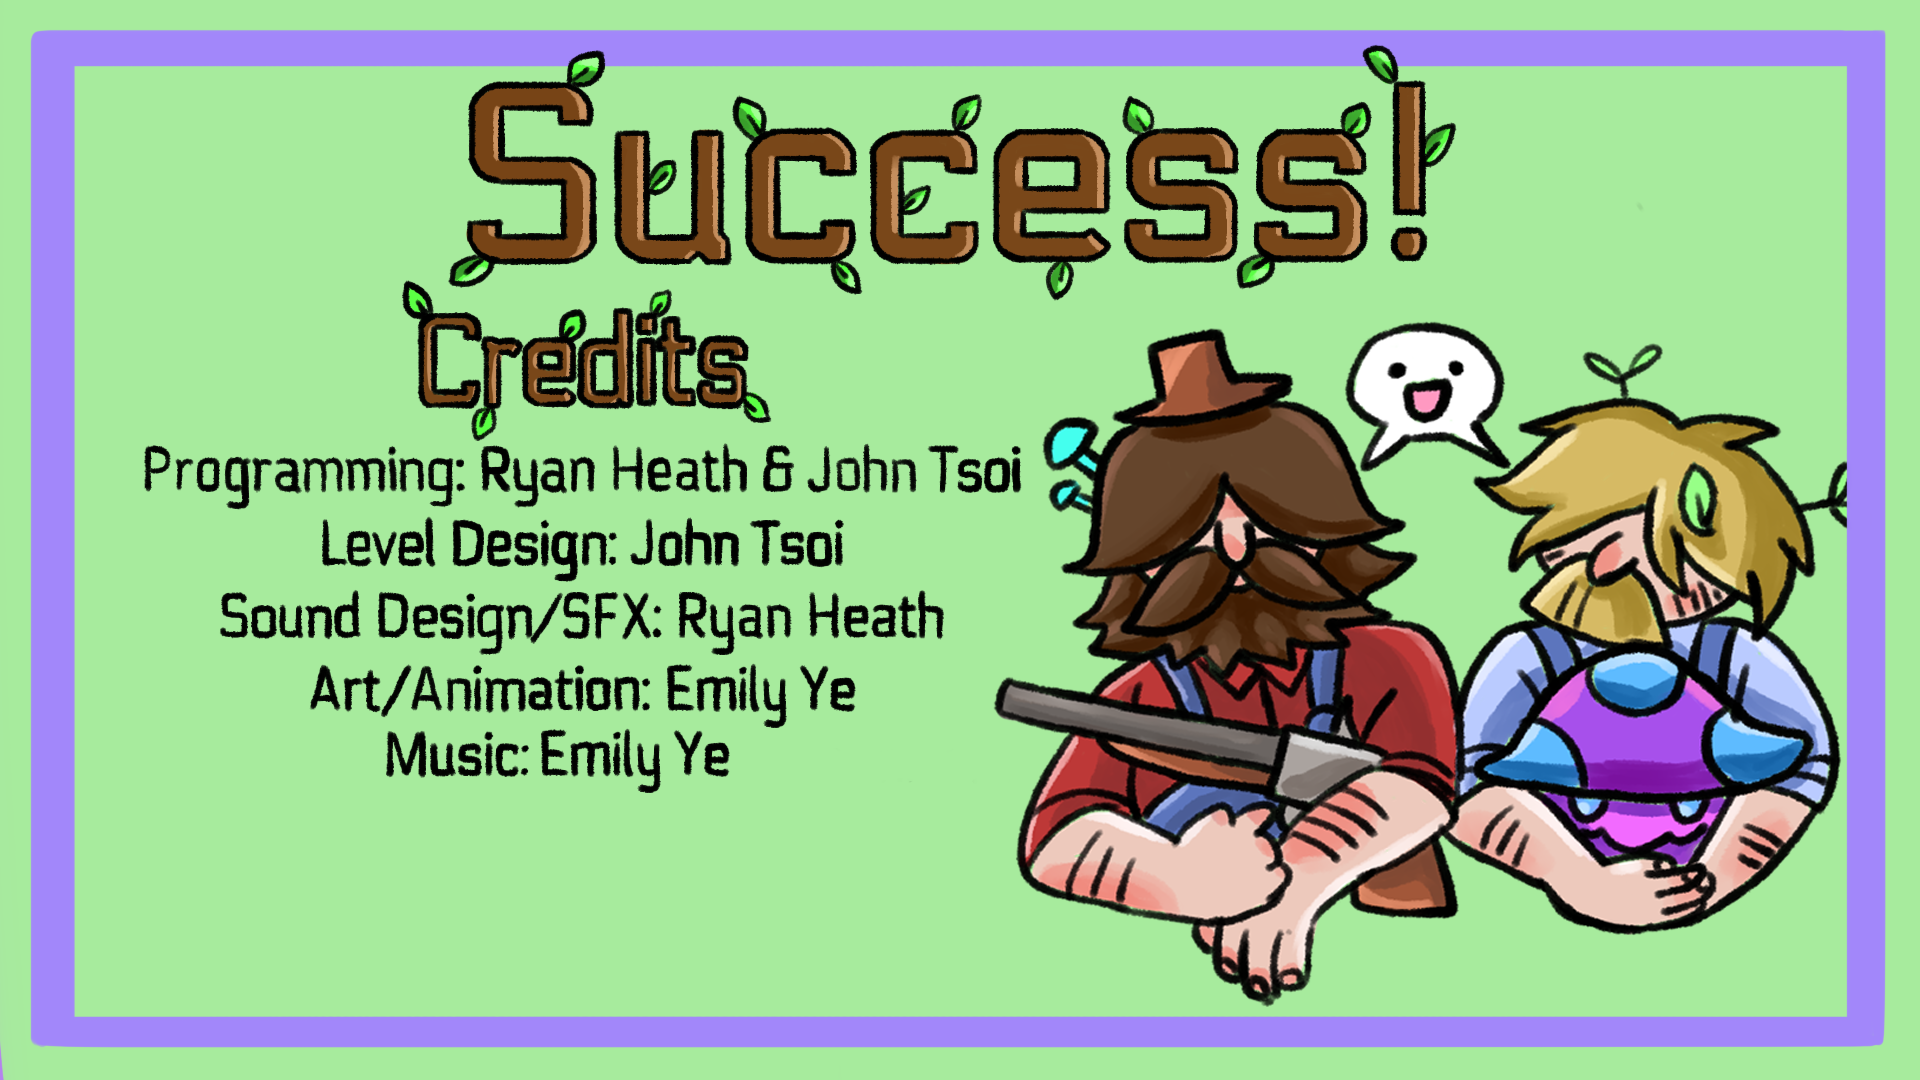 Success!
Credits
Programming: Ryan Heath & John Tsoi
Level Design: John Tsoi
Sound Design/SFX: Ryan Heath
Art/Animation: Emily Ye
Music: Emily Ye